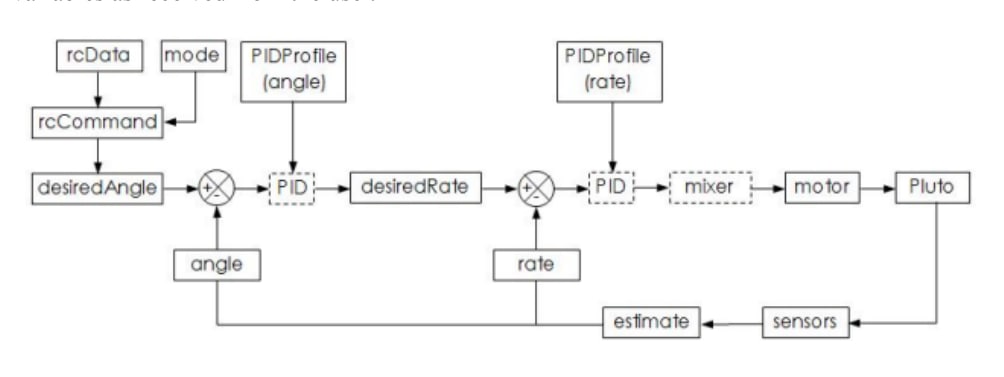 rcData
mode
PIDProfile
(angle)
PIDProfile
(rate)
rcCommand
desiredAngle
+
-
PID
desiredRate
+
-
PID
mixer
motor
Pluto
angle
rate
estimate
sensors